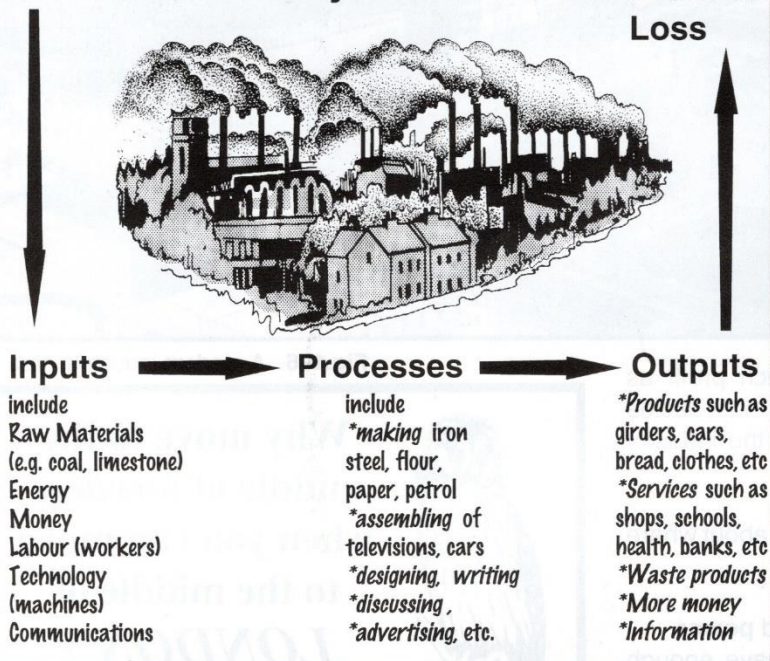 Loss
Inputs
include
Raw Materials
(e.g. coal, limestone)
Energy
Money
Labour (workers)
Technology
(machines)
Communications
Processes
include
*making iron
steel, flour,
paper, petrol
*assembling of
televisions, cars
*designing, writing
*discussing,
*advertising, etc.
Outputs
*Products such as
girders, cars,
bread, clothes, etc
*Services such as
shops, schools,
health, banks, etc
*Waste products
*More money
*Information